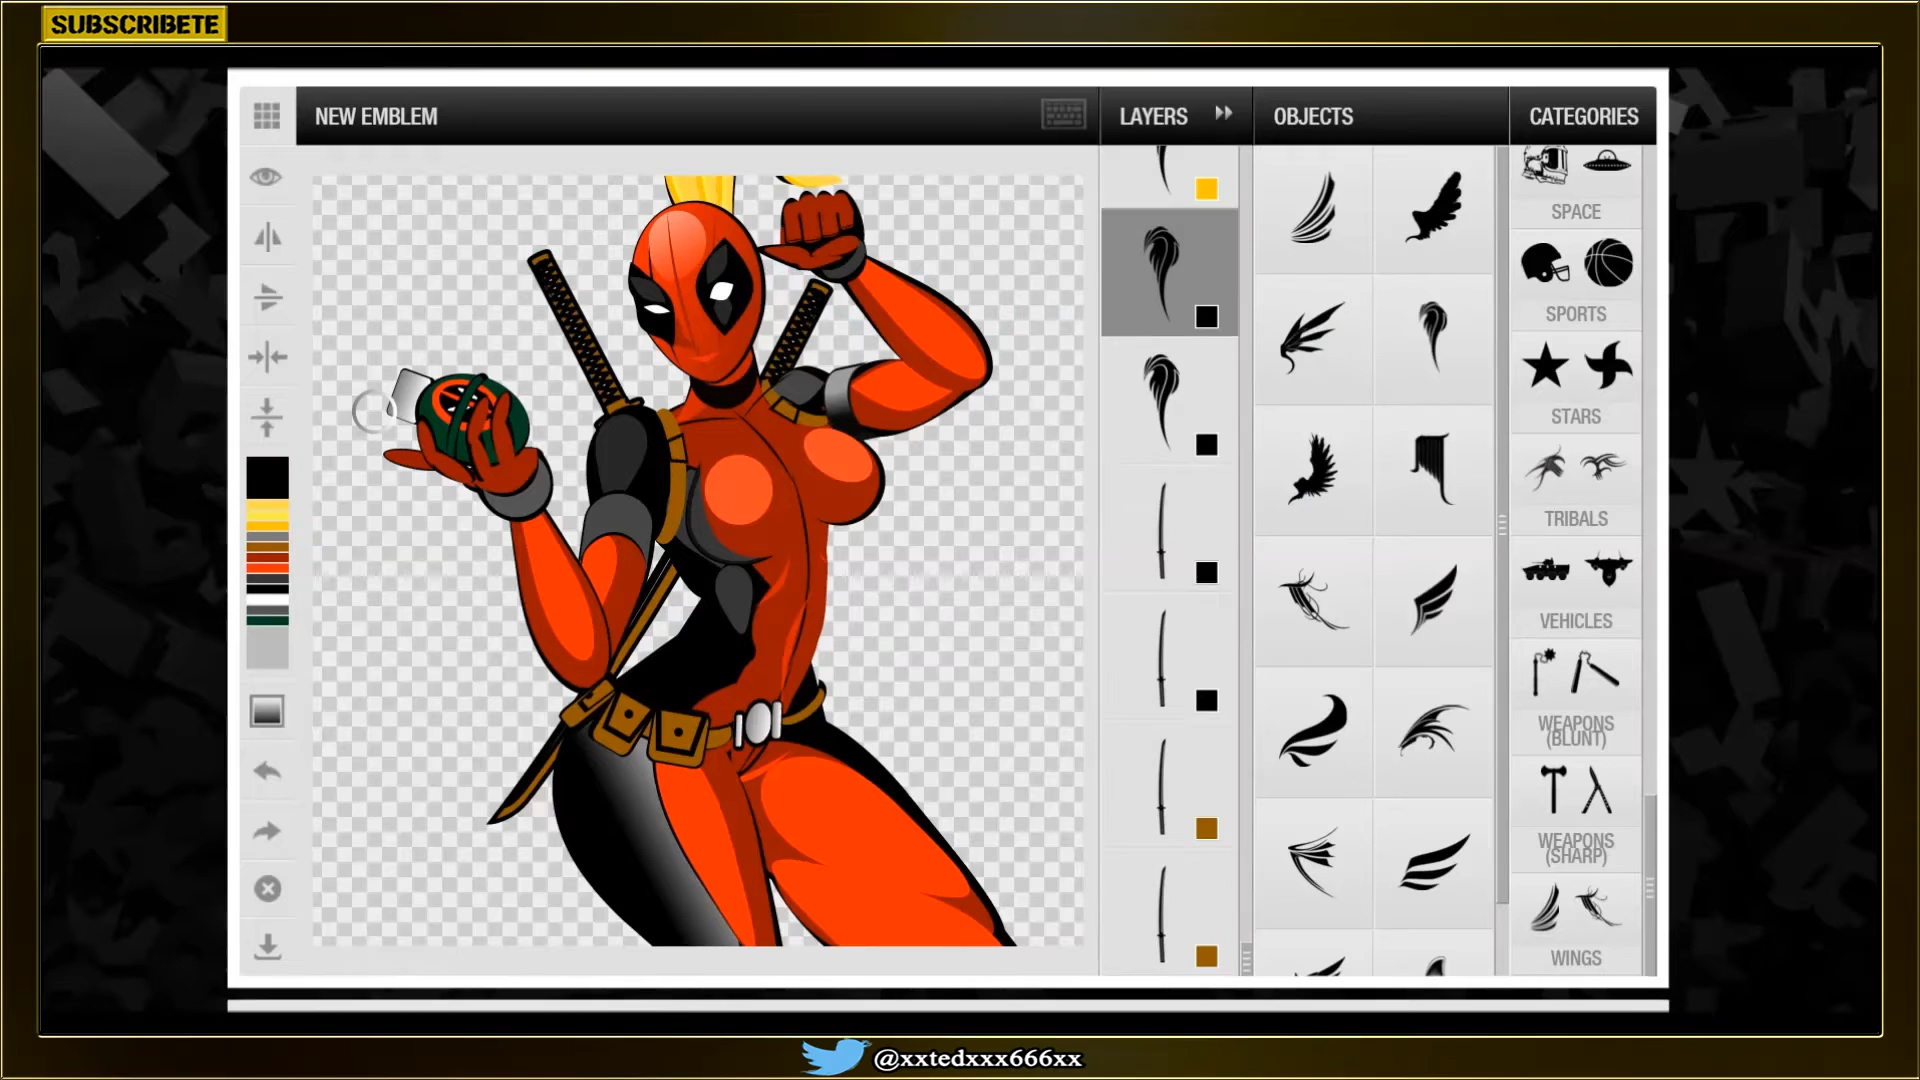 SUBSCRIBETE
NEW EMBLEM
LAYERS
OBJECTS
CATEGORIES
SPACE
SPORTS
STARS
TRIBALS
VEHICLES
WEAPONS
(BLUNT)
WEAPONS
(SHARP)
WINGS
@xxtedxxx666xx